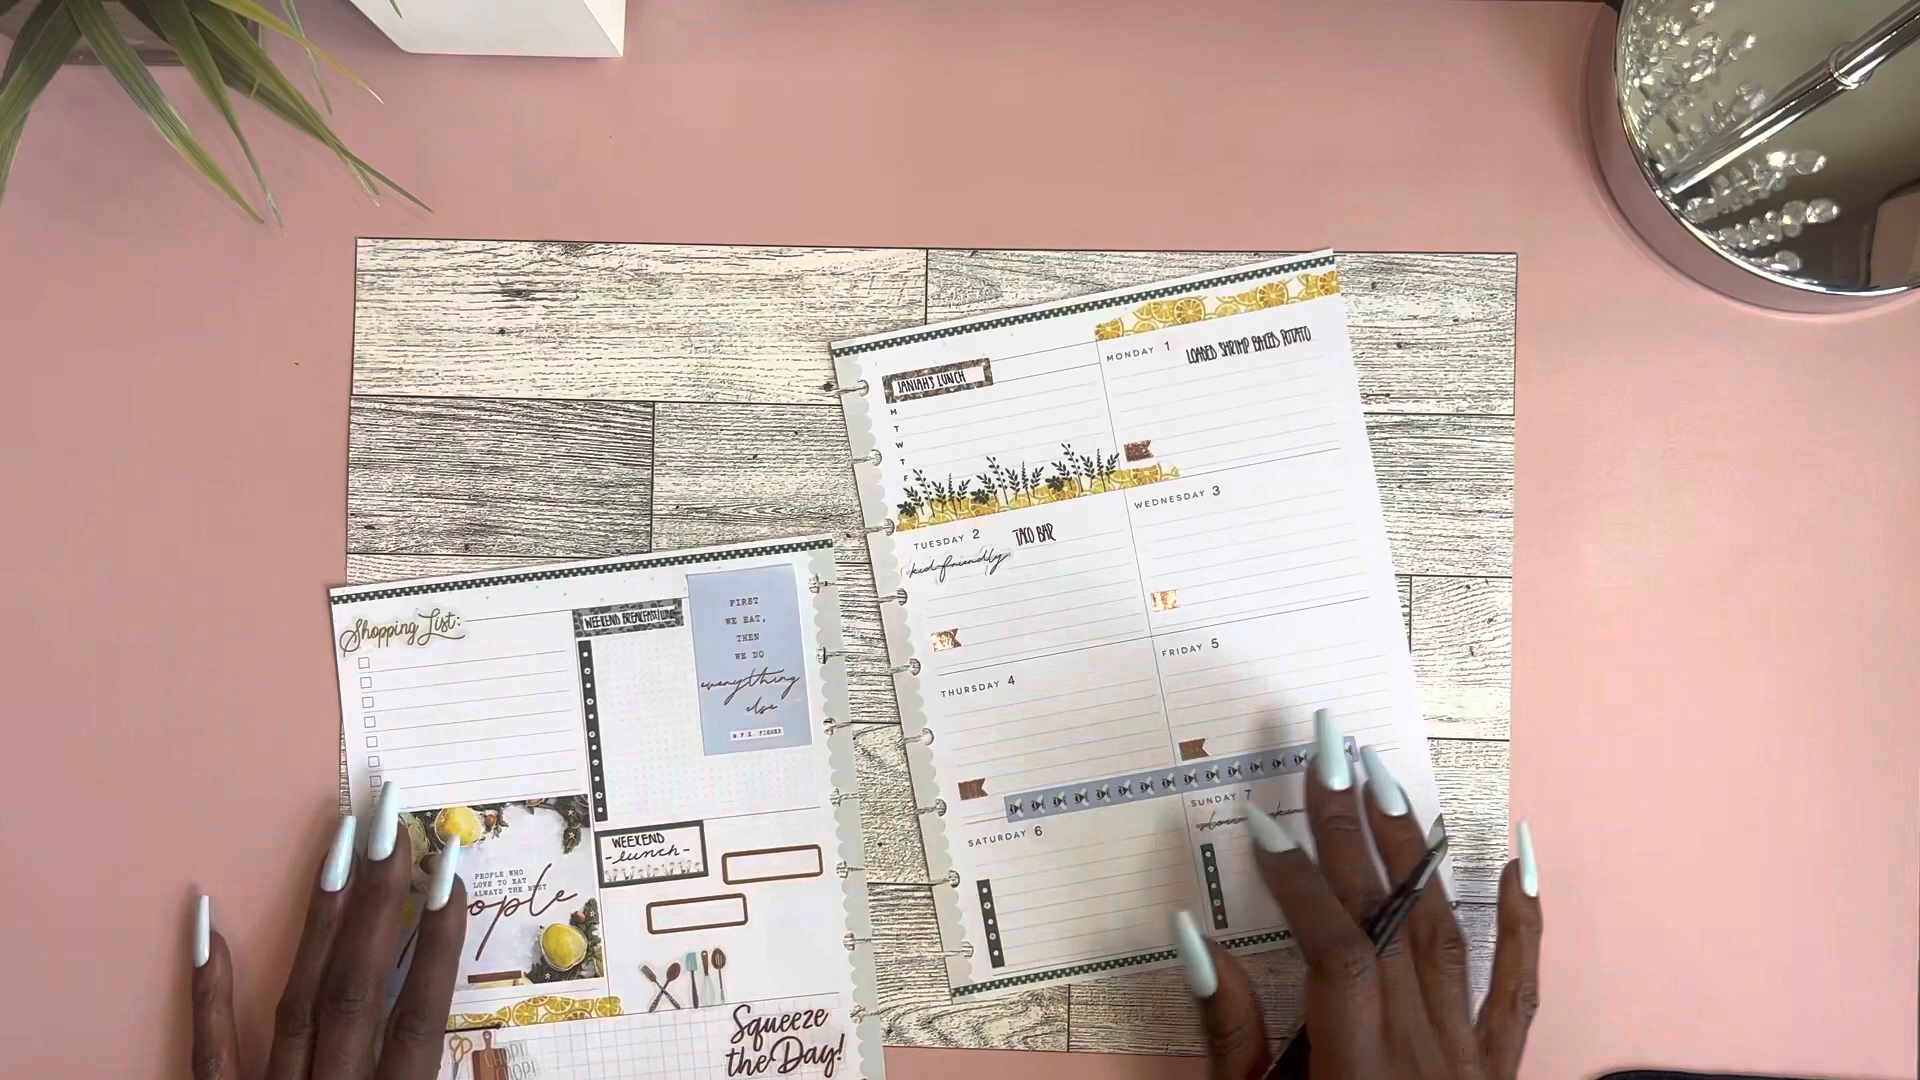 Shopping List:
WEEKEND BREAKFAST/
FIRST
WE EAT,
THEN
WE DO
everything
else
M.F.K. FISHER
PEOPLE WHO
LOVE TO EAT
ALWAYS THE BEST
WEEKEND
-lunch-
CHOP!
CHOP!
Squeeze
the Day!
JANIAH'S LUNCH
M
T
W
T
F
MONDAY 1
LOADED SHRIMP BAKED POTATO
TUESDAY 2
TACO BAR
kid friendly
WEDNESDAY 3
THURSDAY 4
FRIDAY 5
SATURDAY 6
SUNDAY 7